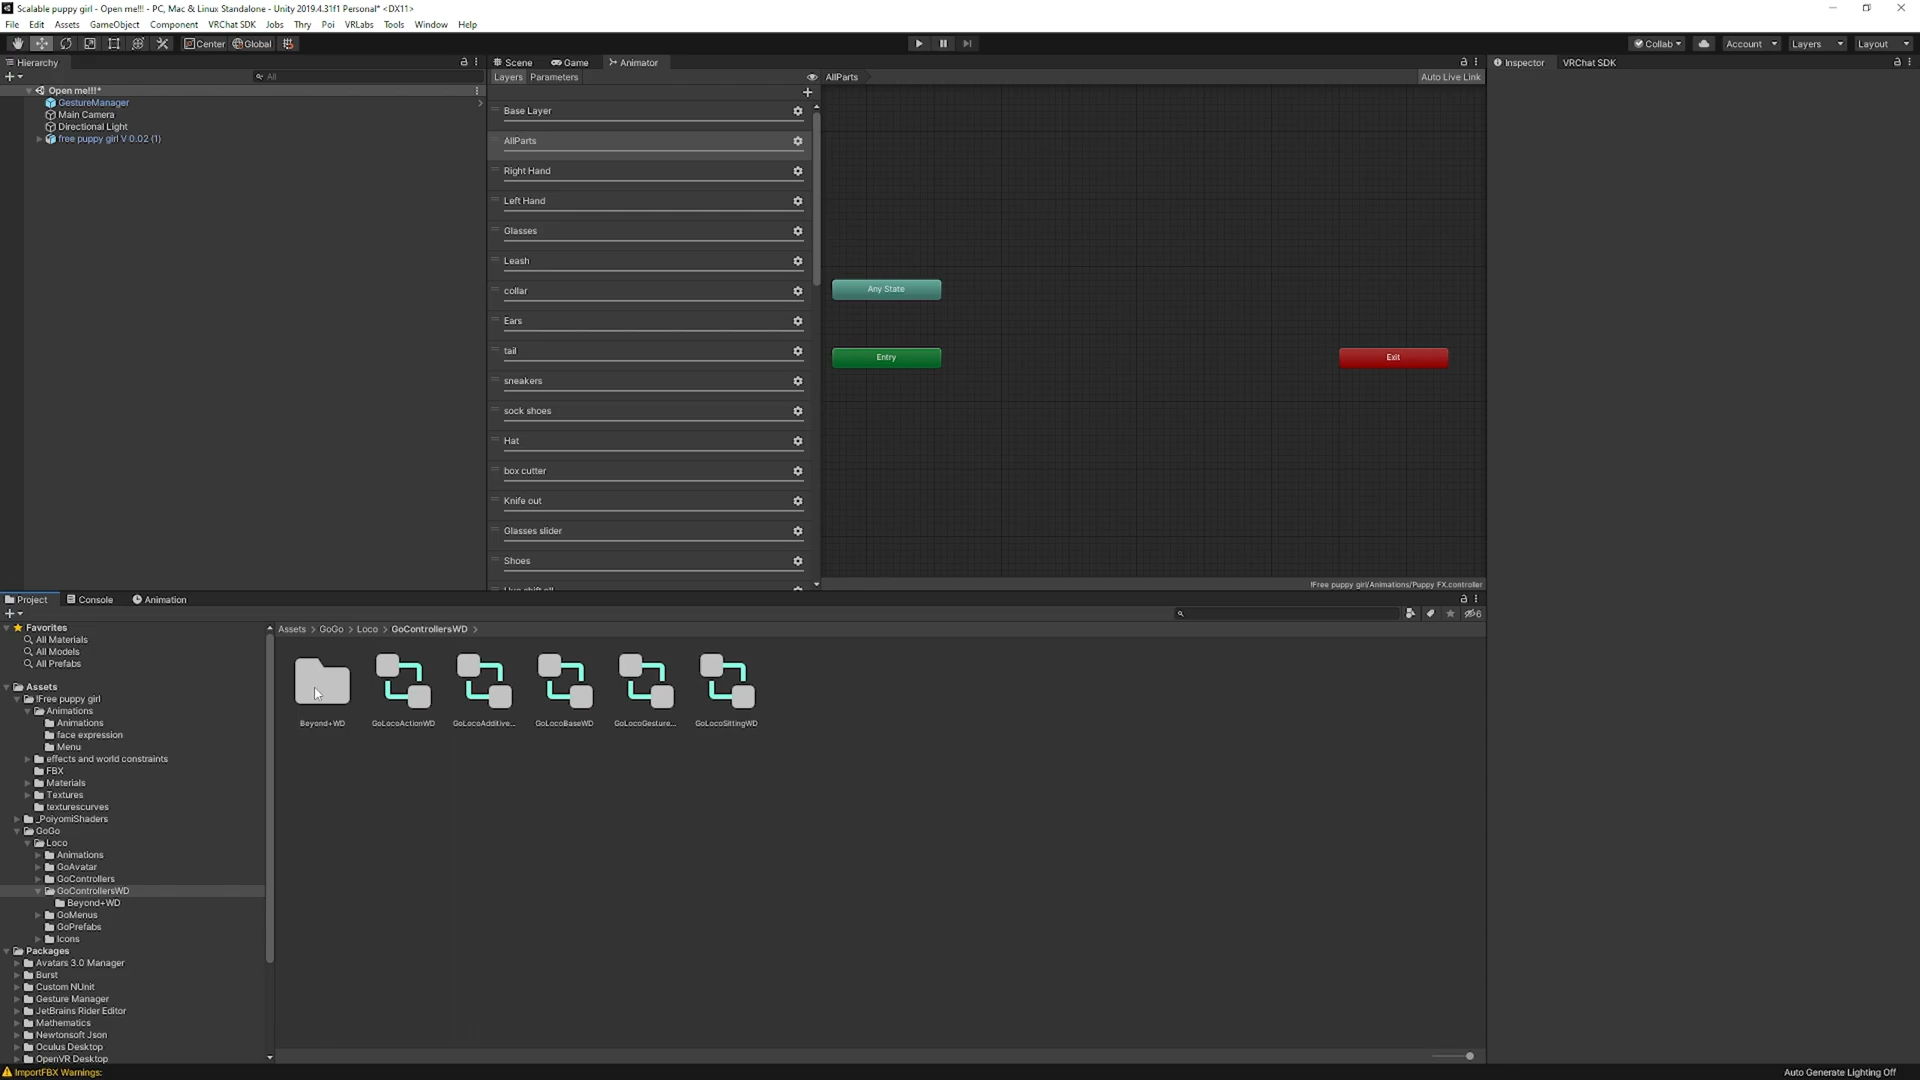 Scalable puppy girl - Open me!!! - PC, Mac & Linux Standalone - Unity 2019.4.31f1 Personal* <DX11>
File Edit Assets GameObject Component VRChat SDK Jobs Thry Poi VRLabs Tools Window Help
Center Global Collab Account Layers Layout
Hierarchy
All
Open me!!!*
GestureManager
Main Camera
Directional Light
free puppy girl V 0.02 (1)
Scene Game Animator
Layers Parameters
AllParts
Auto Live Link
Base Layer
AllParts
Right Hand
Left Hand
Glasses
Leash
collar
Ears
tail
sneakers
sock shoes
Hat
box cutter
Knife out
Glasses slider
Shoes
Any State
Entry
Exit
!Free puppy girl/Animations/Puppy FX.controller
Inspector VRChat SDK
Project Console Animation
6
Favorites
All Materials
All Models
All Prefabs
Assets
!Free puppy girl
Animations
Animations
face expression
Menu
effects and world constraints
FBX
Materials
Textures
texturescurves
_PoiyomiShaders
GoGo
Loco
Animations
GoAvatar
GoControllers
GoControllersWD
Beyond+WD
GoMenus
GoPrefabs
Icons
Packages
Avatars 3.0 Manager
Burst
Custom NUnit
Gesture Manager
JetBrains Rider Editor
Mathematics
Newtonsoft Json
Oculus Desktop
OpenVR Desktop
Assets > GoGo > Loco > GoControllersWD >
Beyond+WD GoLocoActionWD GoLocoAdditive... GoLocoBaseWD GoLocoGesture... GoLocoSittingWD
ImportFBX Warnings:
Auto Generate Lighting Off